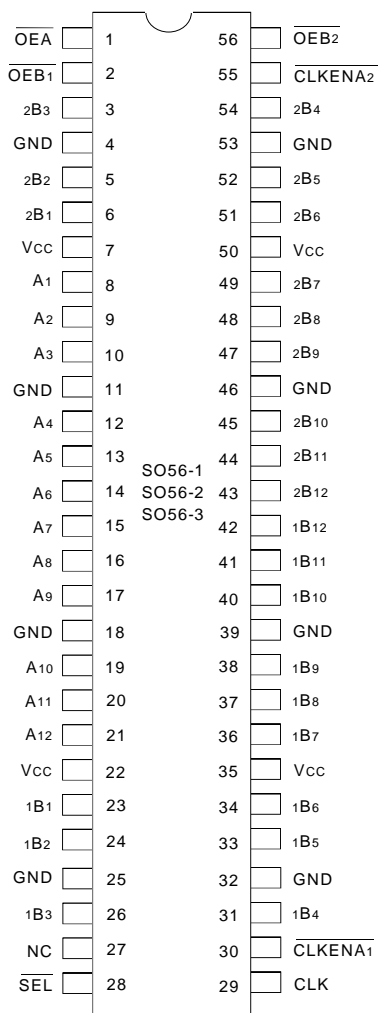 OEA 1 56 OEB2
OEB1 2 55 CLKENA2
2B3 3 54 2B4
GND 4 53 GND
2B2 5 52 2B5
2B1 6 51 2B6
VCC 7 50 VCC
A1 8 49 2B7
A2 9 48 2B8
A3 10 47 2B9
GND 11 46 GND
A4 12 45 2B10
A5 13 44 2B11
SO56-1
A6 14 SO56-2 43 2B12
SO56-3
A7 15 42 1B12
A8 16 41 1B11
A9 17 40 1B10
GND 18 39 GND
A10 19 38 1B9
A11 20 37 1B8
A12 21 36 1B7
VCC 22 35 VCC
1B1 23 34 1B6
1B2 24 33 1B5
GND 25 32 GND
1B3 26 31 1B4
NC 27 30 CLKENA1
SEL 28 29 CLK